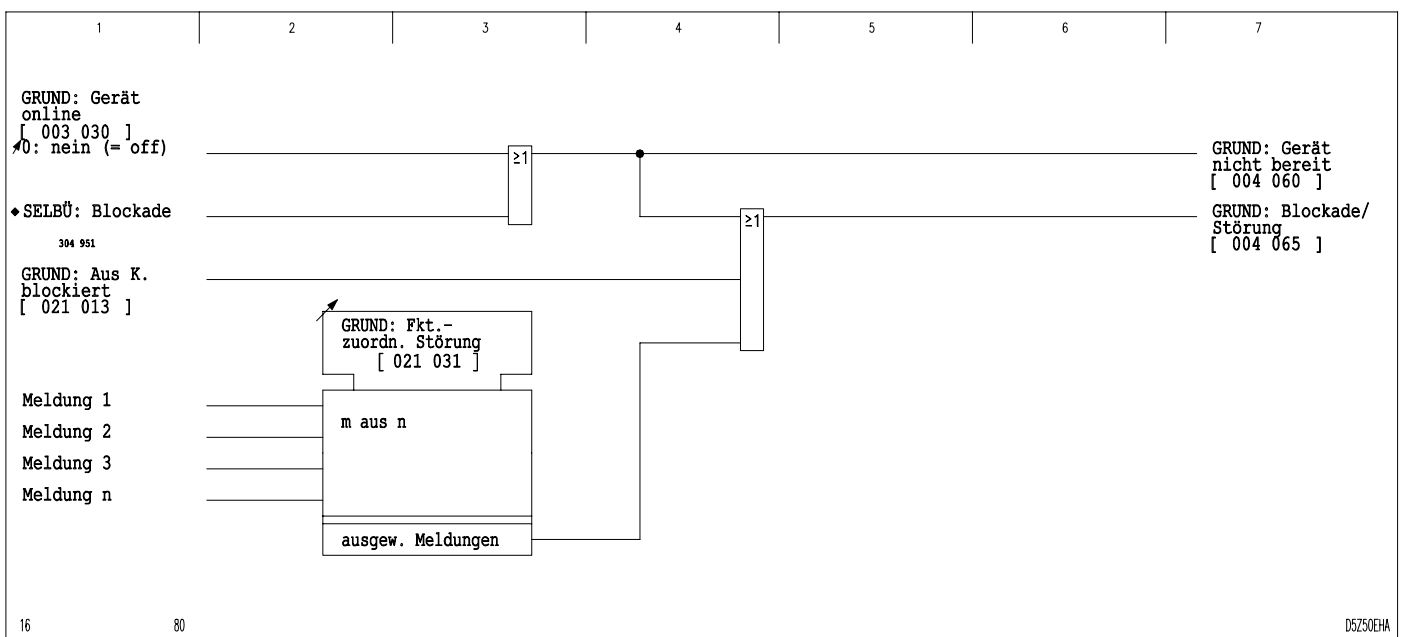 1 2 3 4 5 6 7
GRUND: Gerät
online
[ 003 030 ]
0: nein (= off)
≥1
GRUND: Gerät
nicht bereit
[ 004 060 ]
SELBÜ: Blockade
304 951
≥1
GRUND: Blockade/
Störung
[ 004 065 ]
GRUND: Aus K.
blockiert
[ 021 013 ]
GRUND: Fkt.-
zuordn. Störung
[ 021 031 ]
Meldung 1
Meldung 2
Meldung 3
Meldung n
m aus n
ausgew. Meldungen
16 80 D5Z50EHA